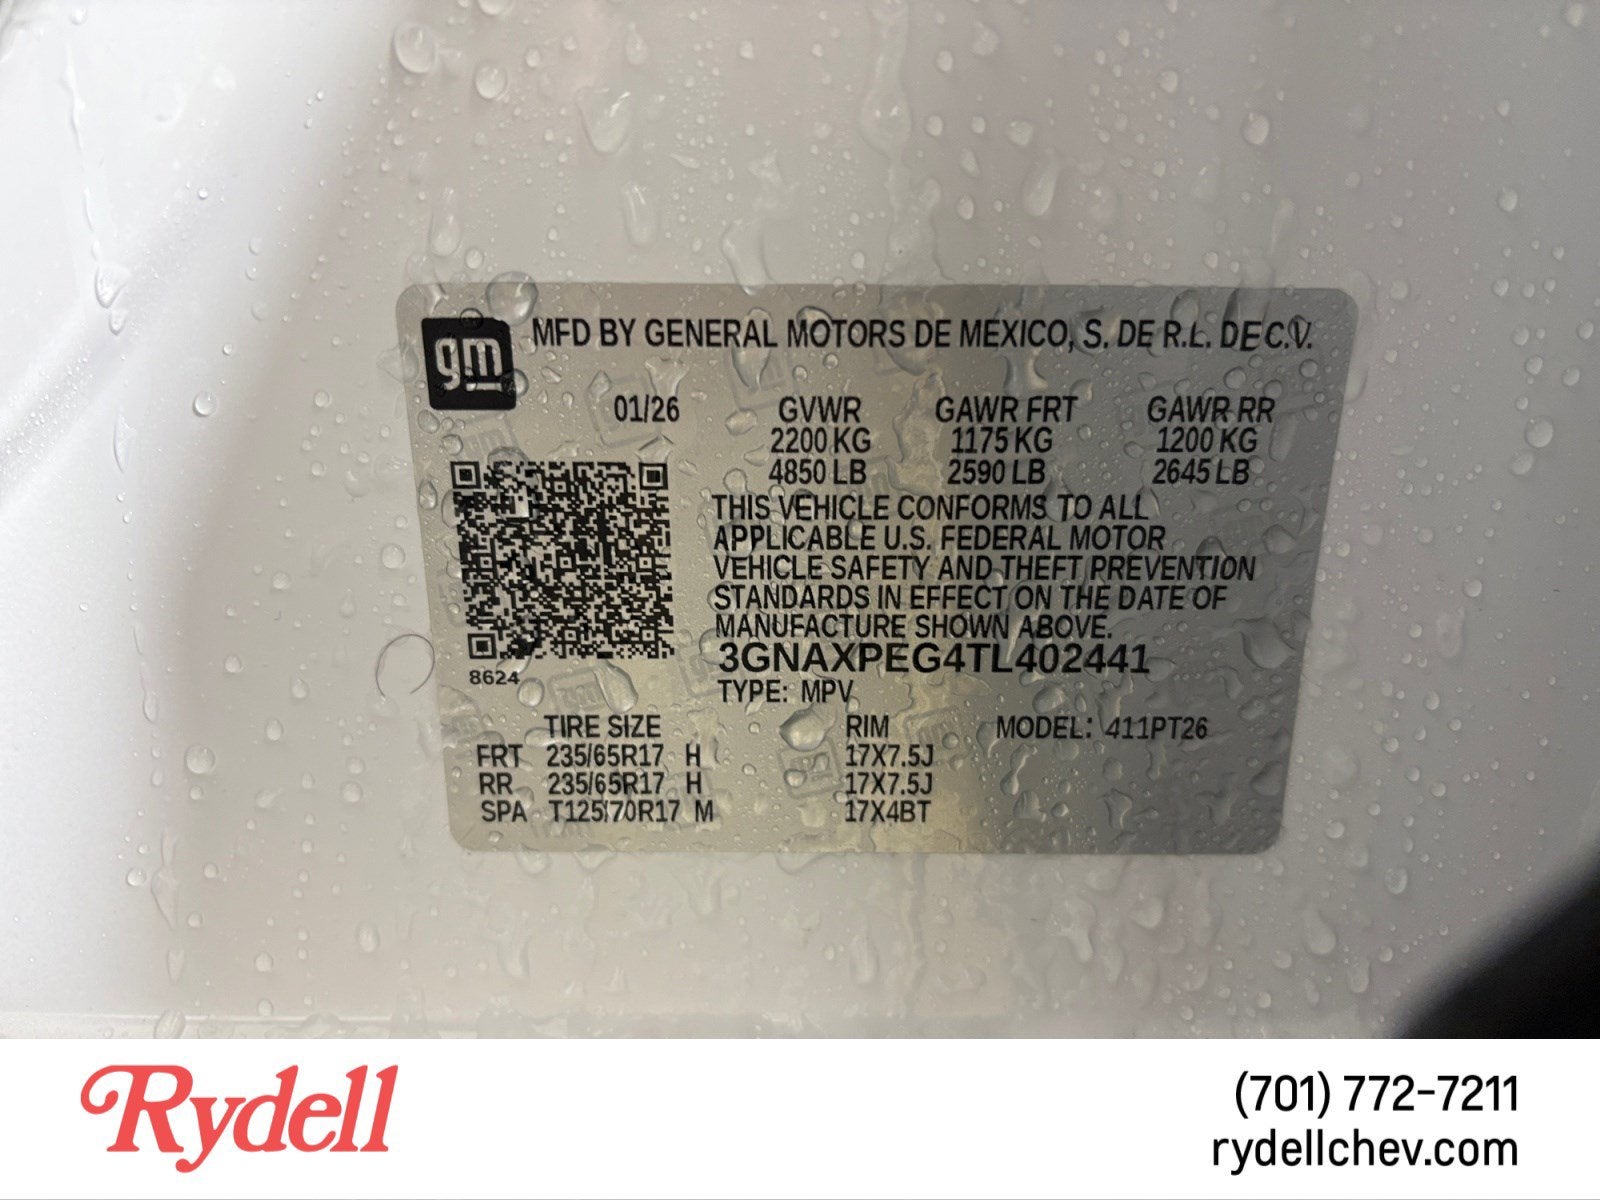 gm
MFD BY GENERAL MOTORS DE MEXICO, S. DE R.L. DE C.V.
01/26 GVWR GAWR FRT GAWR RR
2200 KG 1175 KG 1200 KG
4850 LB 2590 LB 2645 LB
THIS VEHICLE CONFORMS TO ALL
APPLICABLE U.S. FEDERAL MOTOR
VEHICLE SAFETY AND THEFT PREVENTION
STANDARDS IN EFFECT ON THE DATE OF
MANUFACTURE SHOWN ABOVE.
3GNAXPEG4TL402441
8624
TYPE: MPV
TIRE SIZE RIM MODEL: 411PT26
FRT 235/65R17 H 17X7.5J
RR 235/65R17 H 17X7.5J
SPA T125/70R17 M 17X4BT
Rydell
(701) 772-7211
rydellchev.com